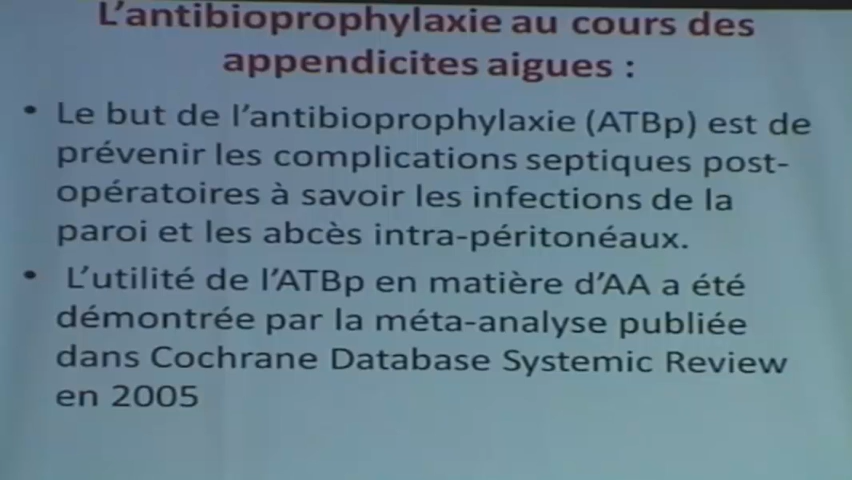 L'antibioprophylaxie au cours des
appendicites aigues :
• Le but de l'antibioprophylaxie (ATBp) est de
prévenir les complications septiques post-
opératoires à savoir les infections de la
paroi et les abcès intra-péritonéaux.
• L'utilité de l'ATBp en matière d'AA a été
démontrée par la méta-analyse publiée
dans Cochrane Database Systemic Review
en 2005